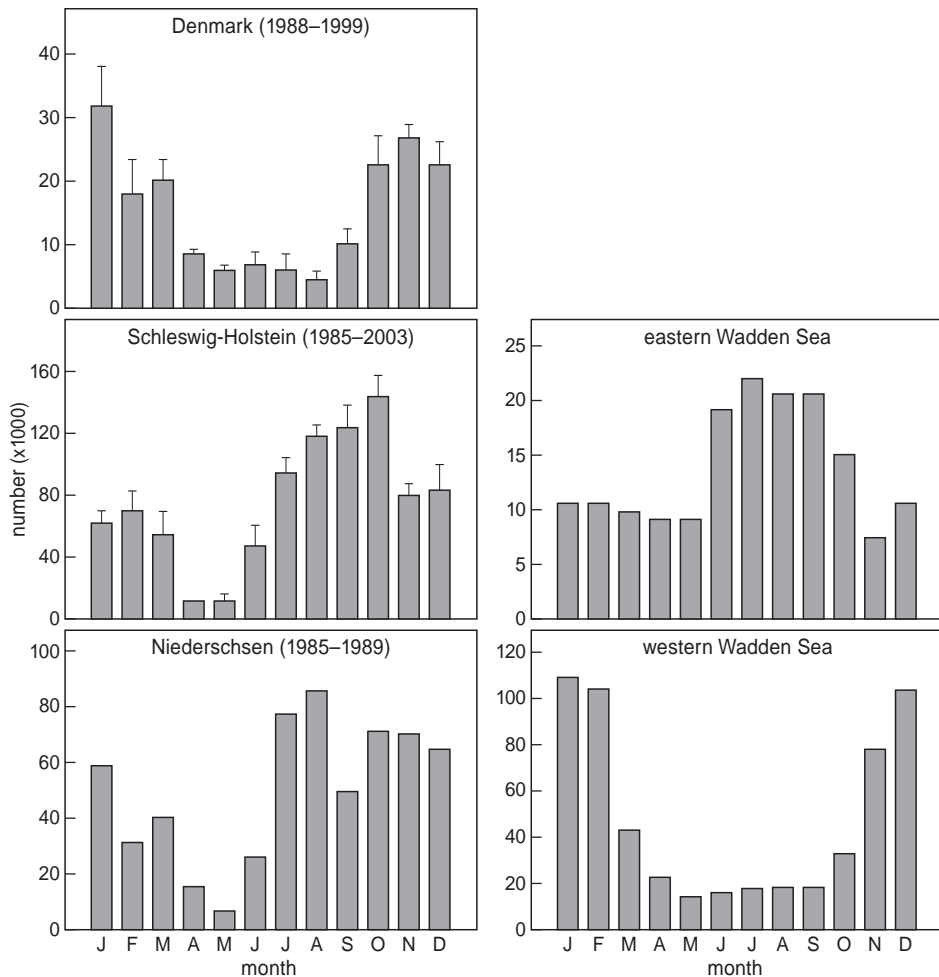 Denmark (1988–1999)
40
30
20
10
0
Schleswig-Holstein (1985–2003)
160
120
80
40
0
number (x1000)
eastern Wadden Sea
25
20
15
10
5
0
Niederschsen (1985–1989)
100
80
60
40
20
0
J F M A M J J A S O N D
month
western Wadden Sea
120
100
80
60
40
20
0
J F M A M J J A S O N D
month